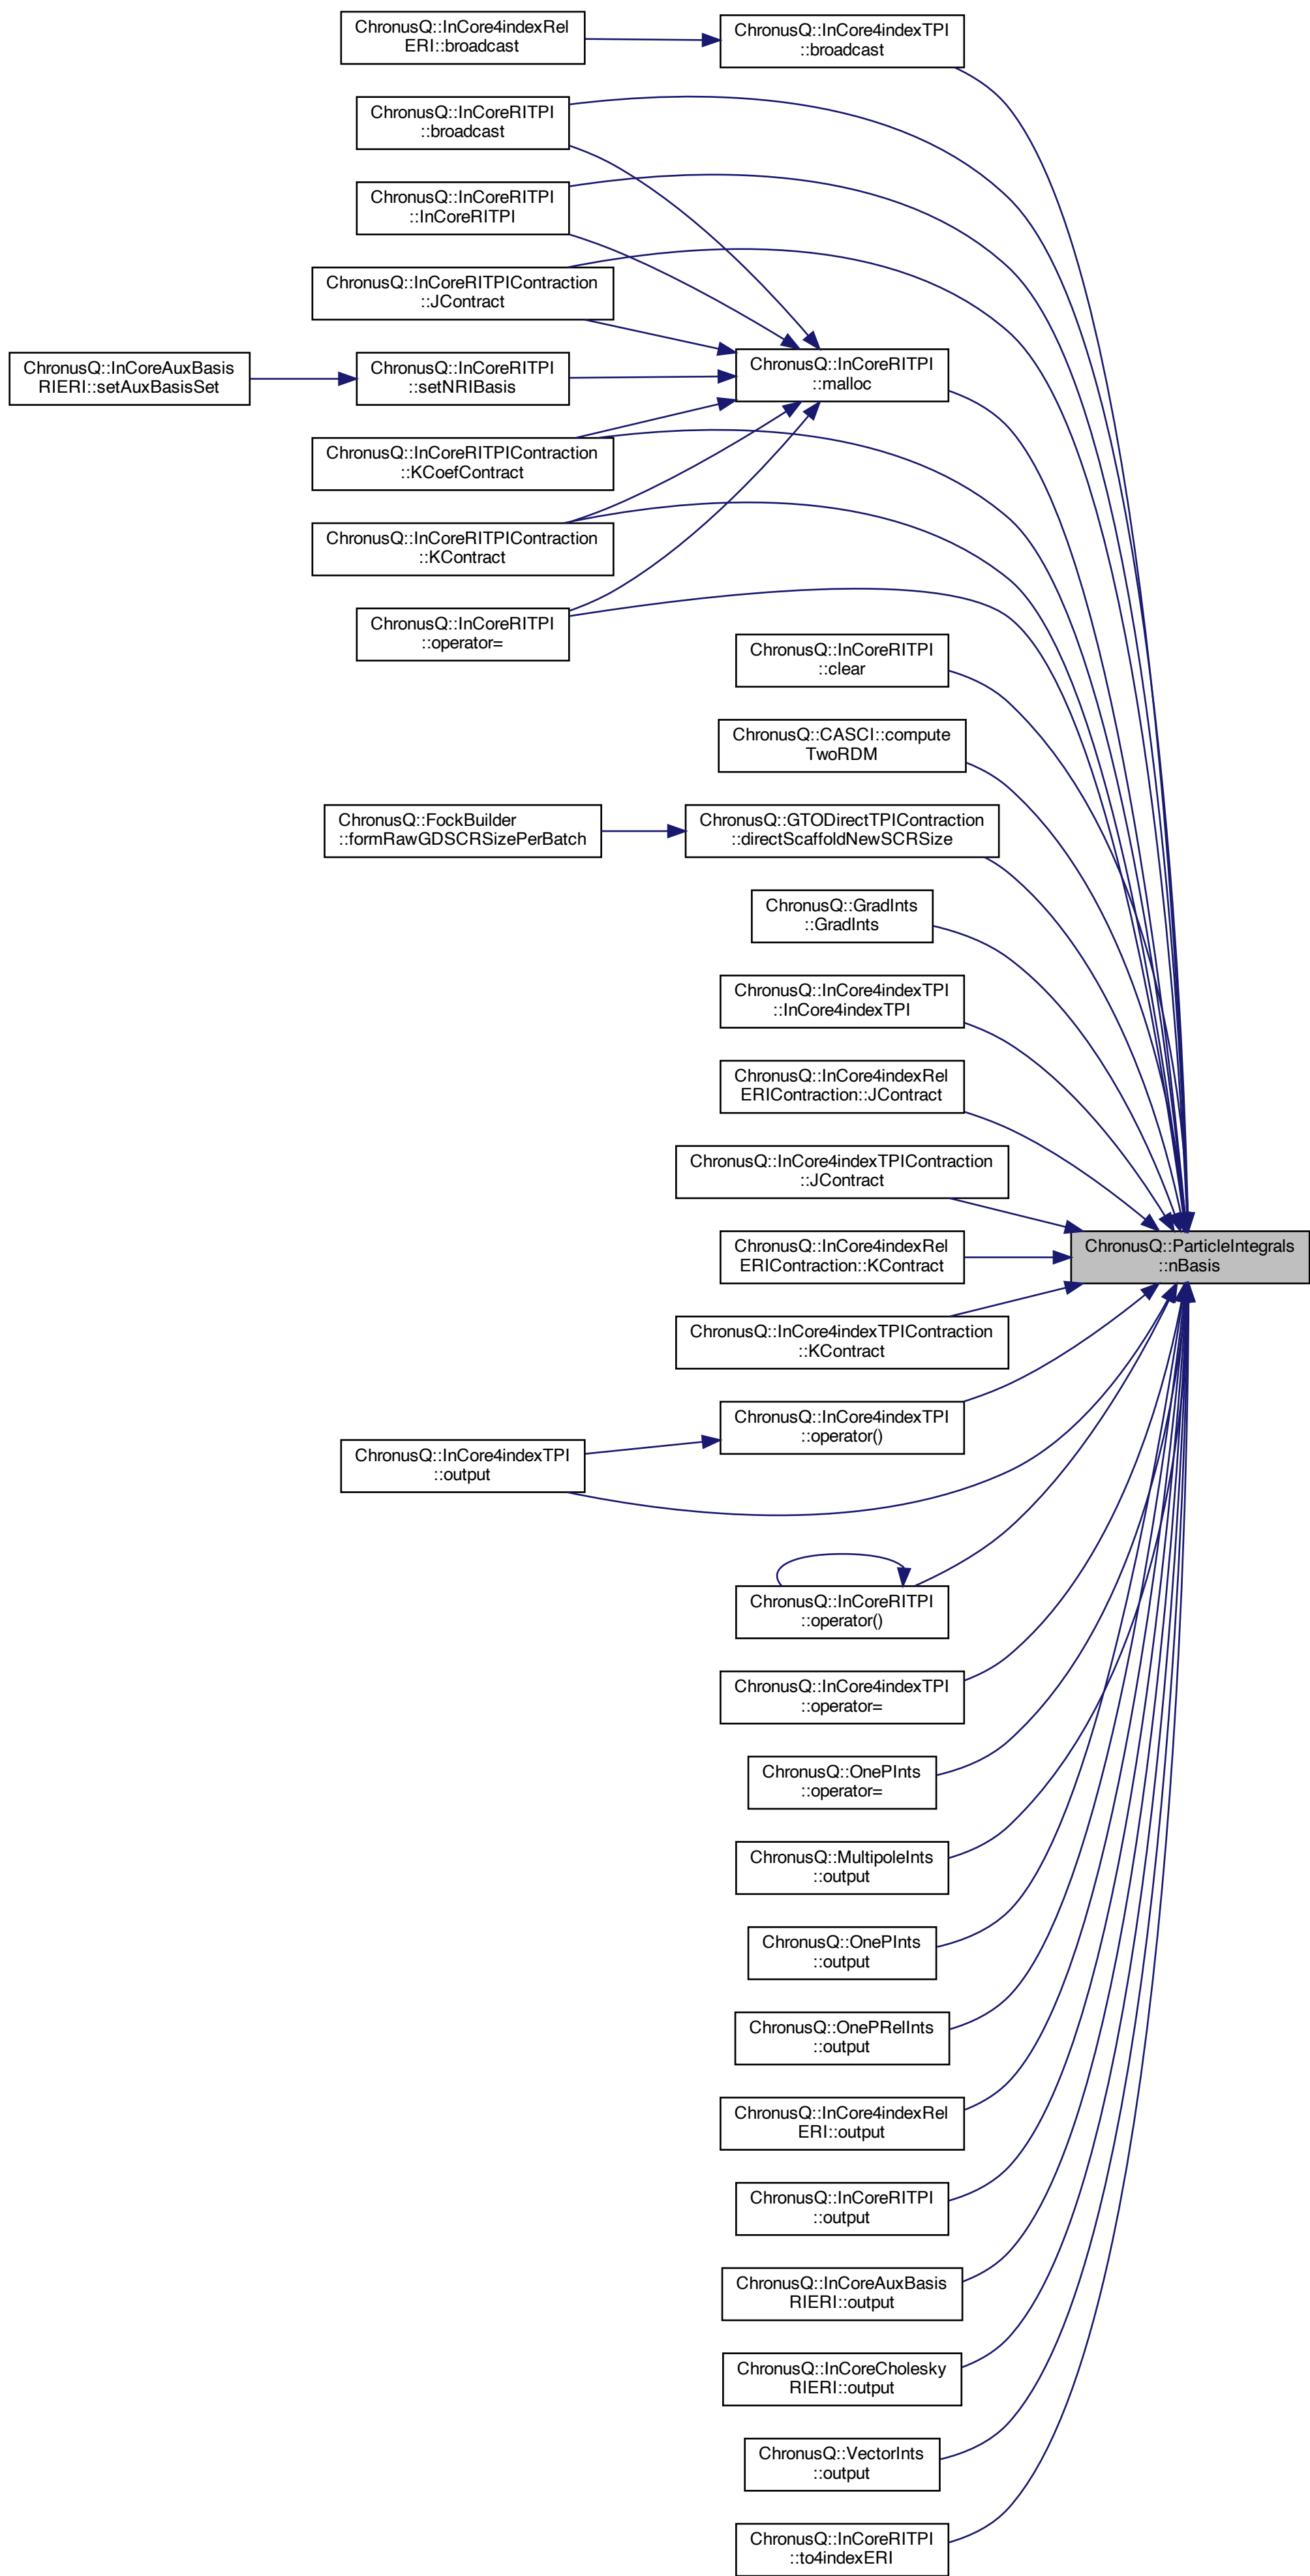 ChronusQ::InCore4indexRel
ERI::broadcast
ChronusQ::InCore4indexTPI
::broadcast
ChronusQ::InCoreRITPI
::broadcast
ChronusQ::InCoreRITPI
::InCoreRITPI
ChronusQ::InCoreRITPIContraction
::JContract
ChronusQ::InCoreAuxBasis
RIERI::setAuxBasisSet
ChronusQ::InCoreRITPI
::setNRIBasis
ChronusQ::InCoreRITPI
::malloc
ChronusQ::InCoreRITPIContraction
::KCoefContract
ChronusQ::InCoreRITPIContraction
::KContract
ChronusQ::InCoreRITPI
::operator=
ChronusQ::InCoreRITPI
::clear
ChronusQ::CASCI::compute
TwoRDM
ChronusQ::FockBuilder
::formRawGDSCRSizePerBatch
ChronusQ::GTODirectTPIContraction
::directScaffoldNewSCRSize
ChronusQ::GradInts
::GradInts
ChronusQ::InCore4indexTPI
::InCore4indexTPI
ChronusQ::InCore4indexRel
ERIContraction::JContract
ChronusQ::InCore4indexTPIContraction
::JContract
ChronusQ::InCore4indexRel
ERIContraction::KContract
ChronusQ::ParticleIntegrals
::nBasis
ChronusQ::InCore4indexTPIContraction
::KContract
ChronusQ::InCore4indexTPI
::operator()
ChronusQ::InCore4indexTPI
::output
ChronusQ::InCoreRITPI
::operator()
ChronusQ::InCore4indexTPI
::operator=
ChronusQ::OnePInts
::operator=
ChronusQ::MultipoleInts
::output
ChronusQ::OnePInts
::output
ChronusQ::OnePRelInts
::output
ChronusQ::InCore4indexRel
ERI::output
ChronusQ::InCoreRITPI
::output
ChronusQ::InCoreAuxBasis
RIERI::output
ChronusQ::InCoreCholesky
RIERI::output
ChronusQ::VectorInts
::output
ChronusQ::InCoreRITPI
::to4indexERI